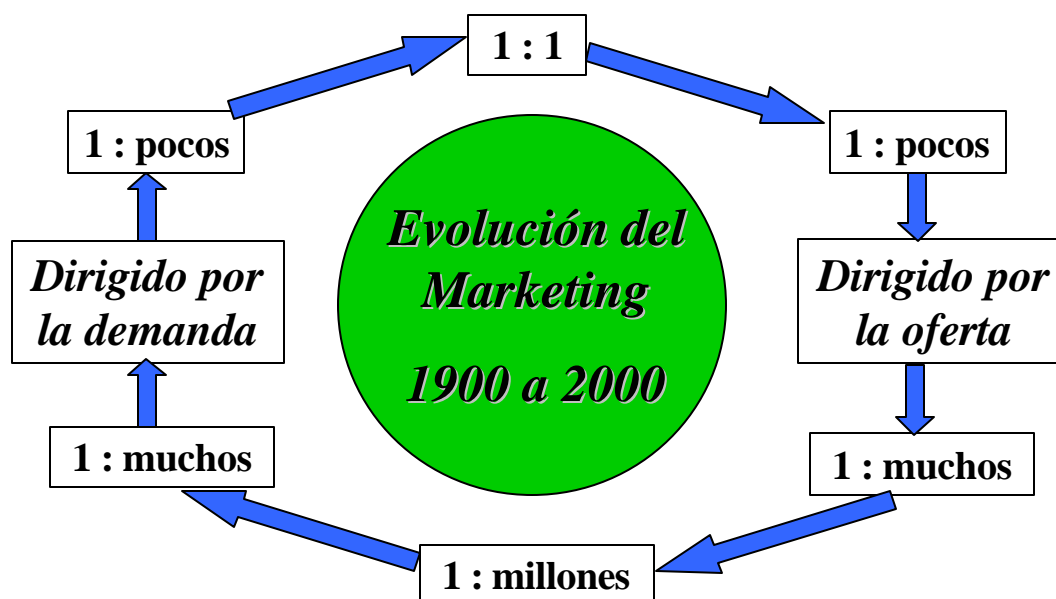 1 : 1
1 : pocos
1 : pocos
Evolución del
Marketing
1900 a 2000
Dirigido por
la demanda
Dirigido por
la oferta
1 : muchos
1 : muchos
1 : millones